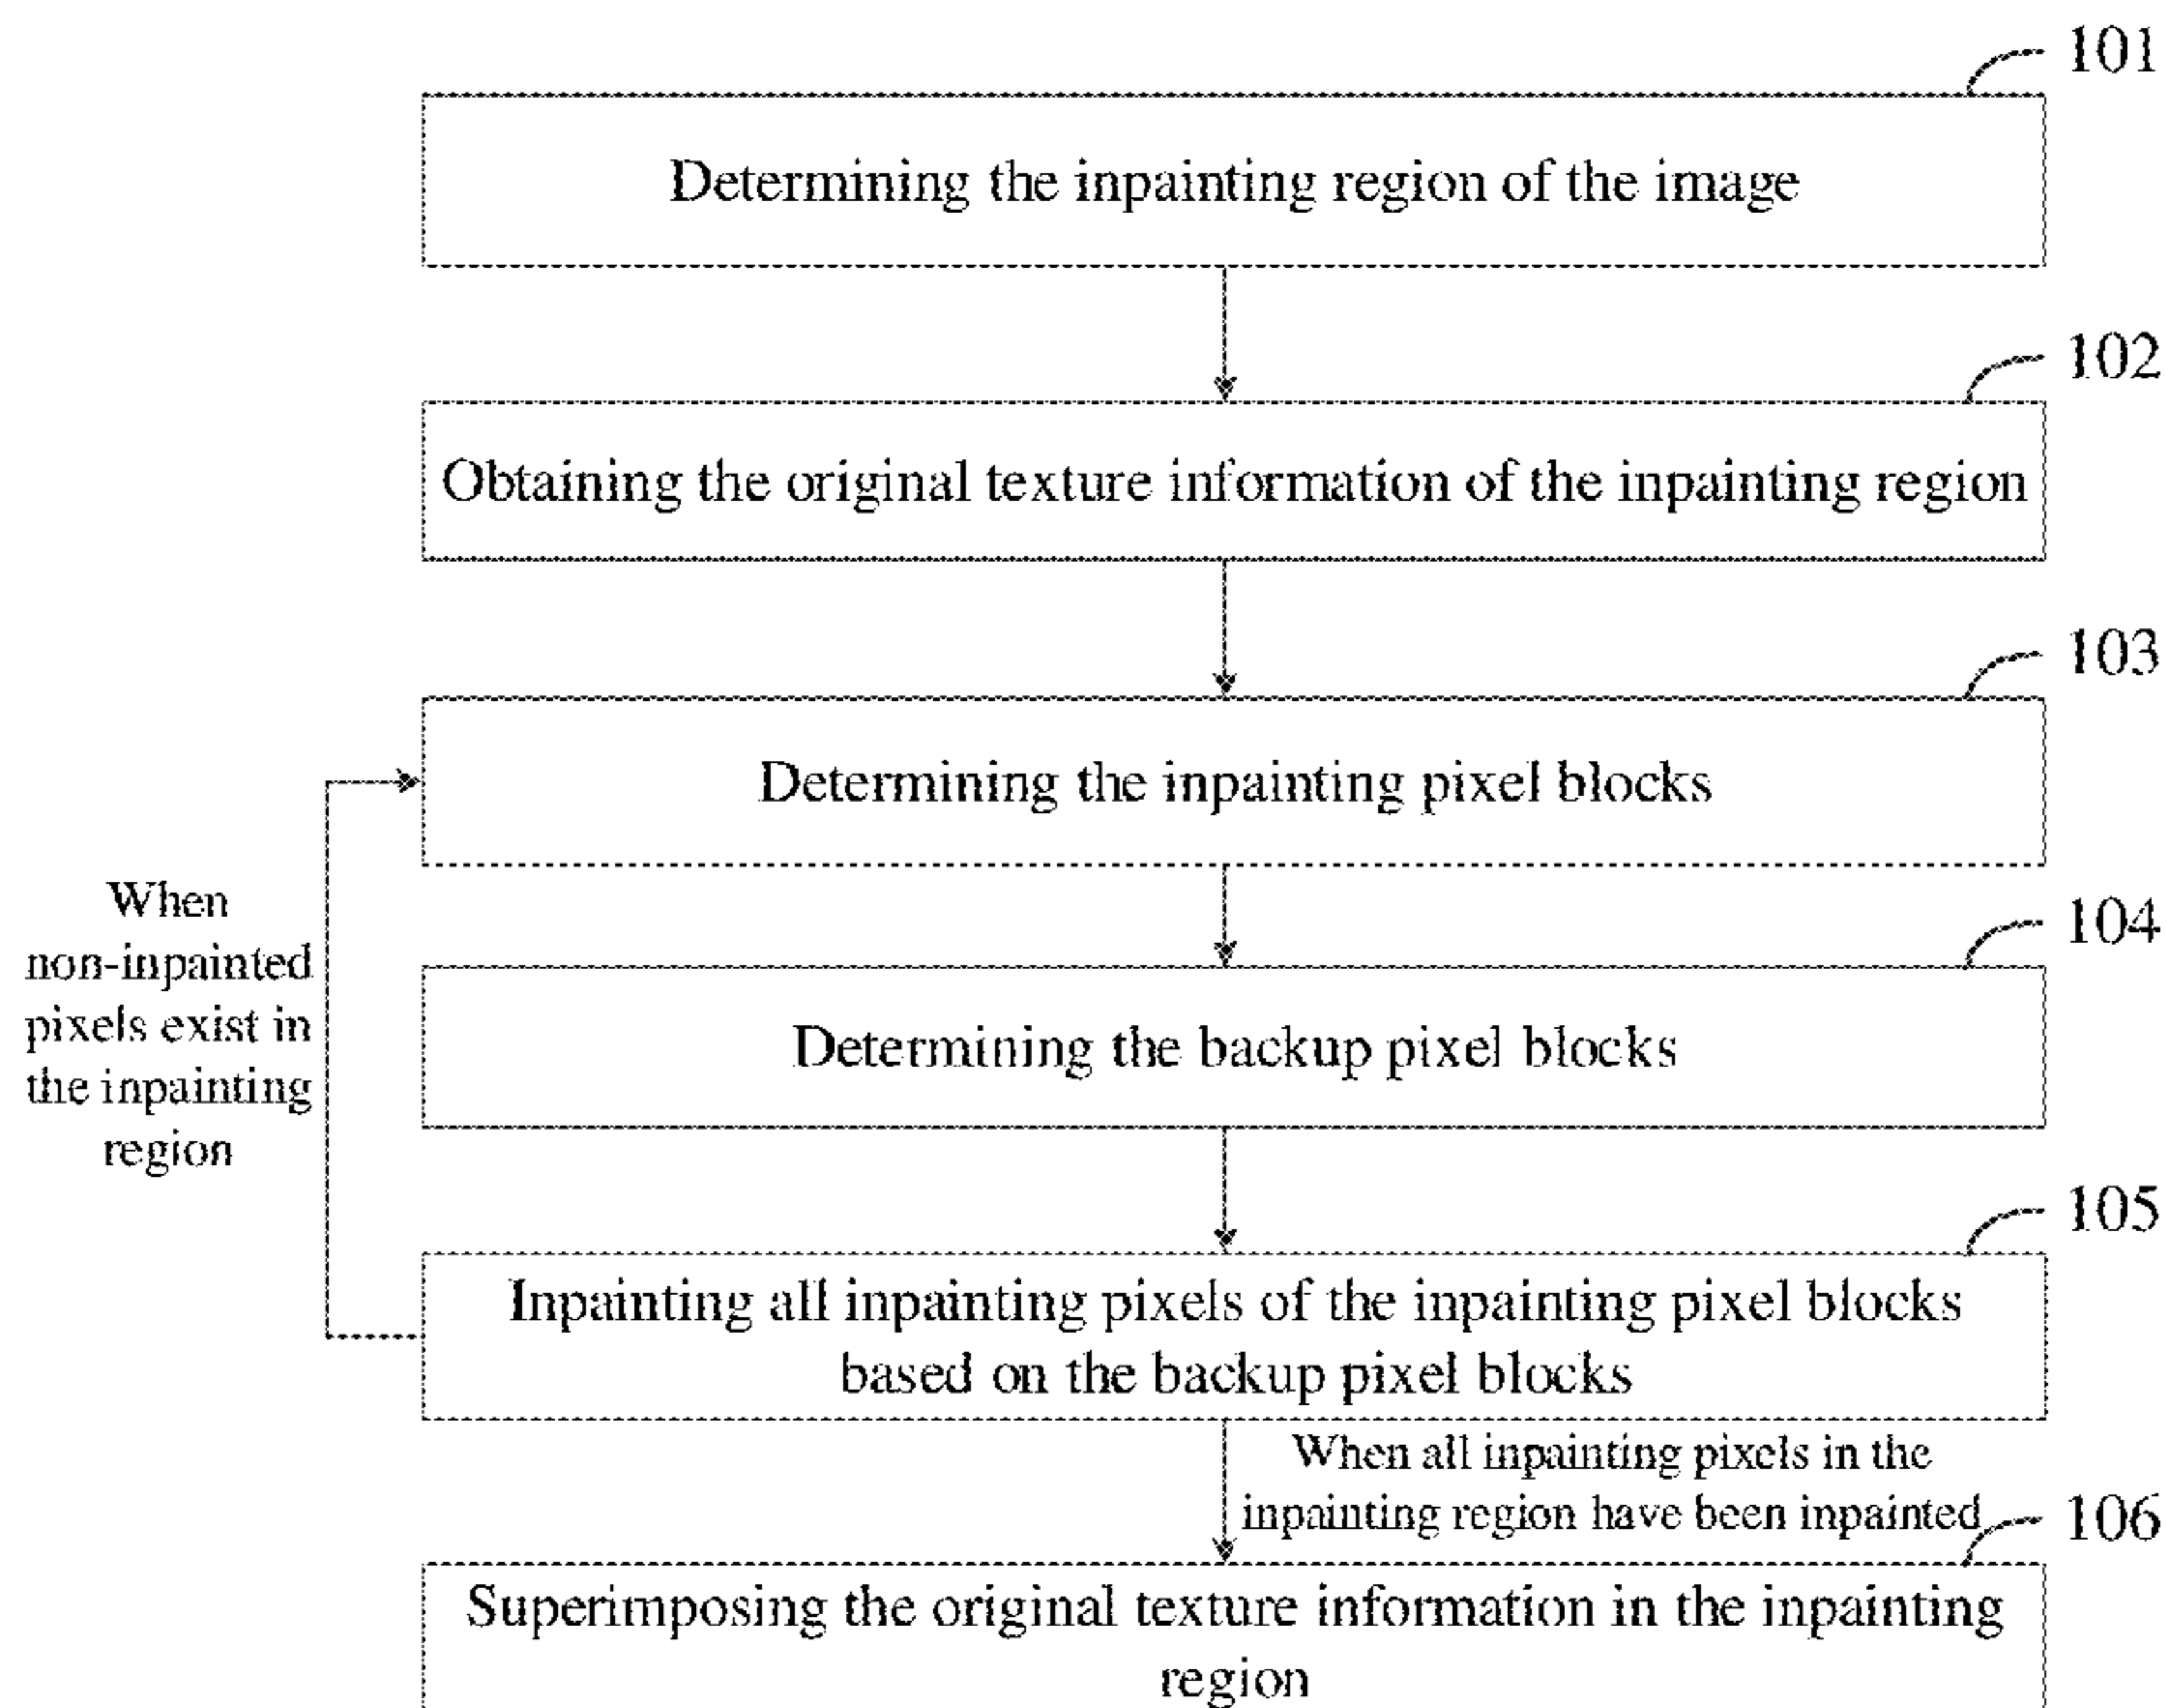 101
Determining the inpainting region of the image
102
Obtaining the original texture information of the inpainting region
103
Determining the inpainting pixel blocks
When
non-inpainted
pixels exist in
the inpainting
region
104
Determining the backup pixel blocks
105
Inpainting all inpainting pixels of the inpainting pixel blocks
based on the backup pixel blocks
When all inpainting pixels in the
inpainting region have been inpainted
106
Superimposing the original texture information in the inpainting
region